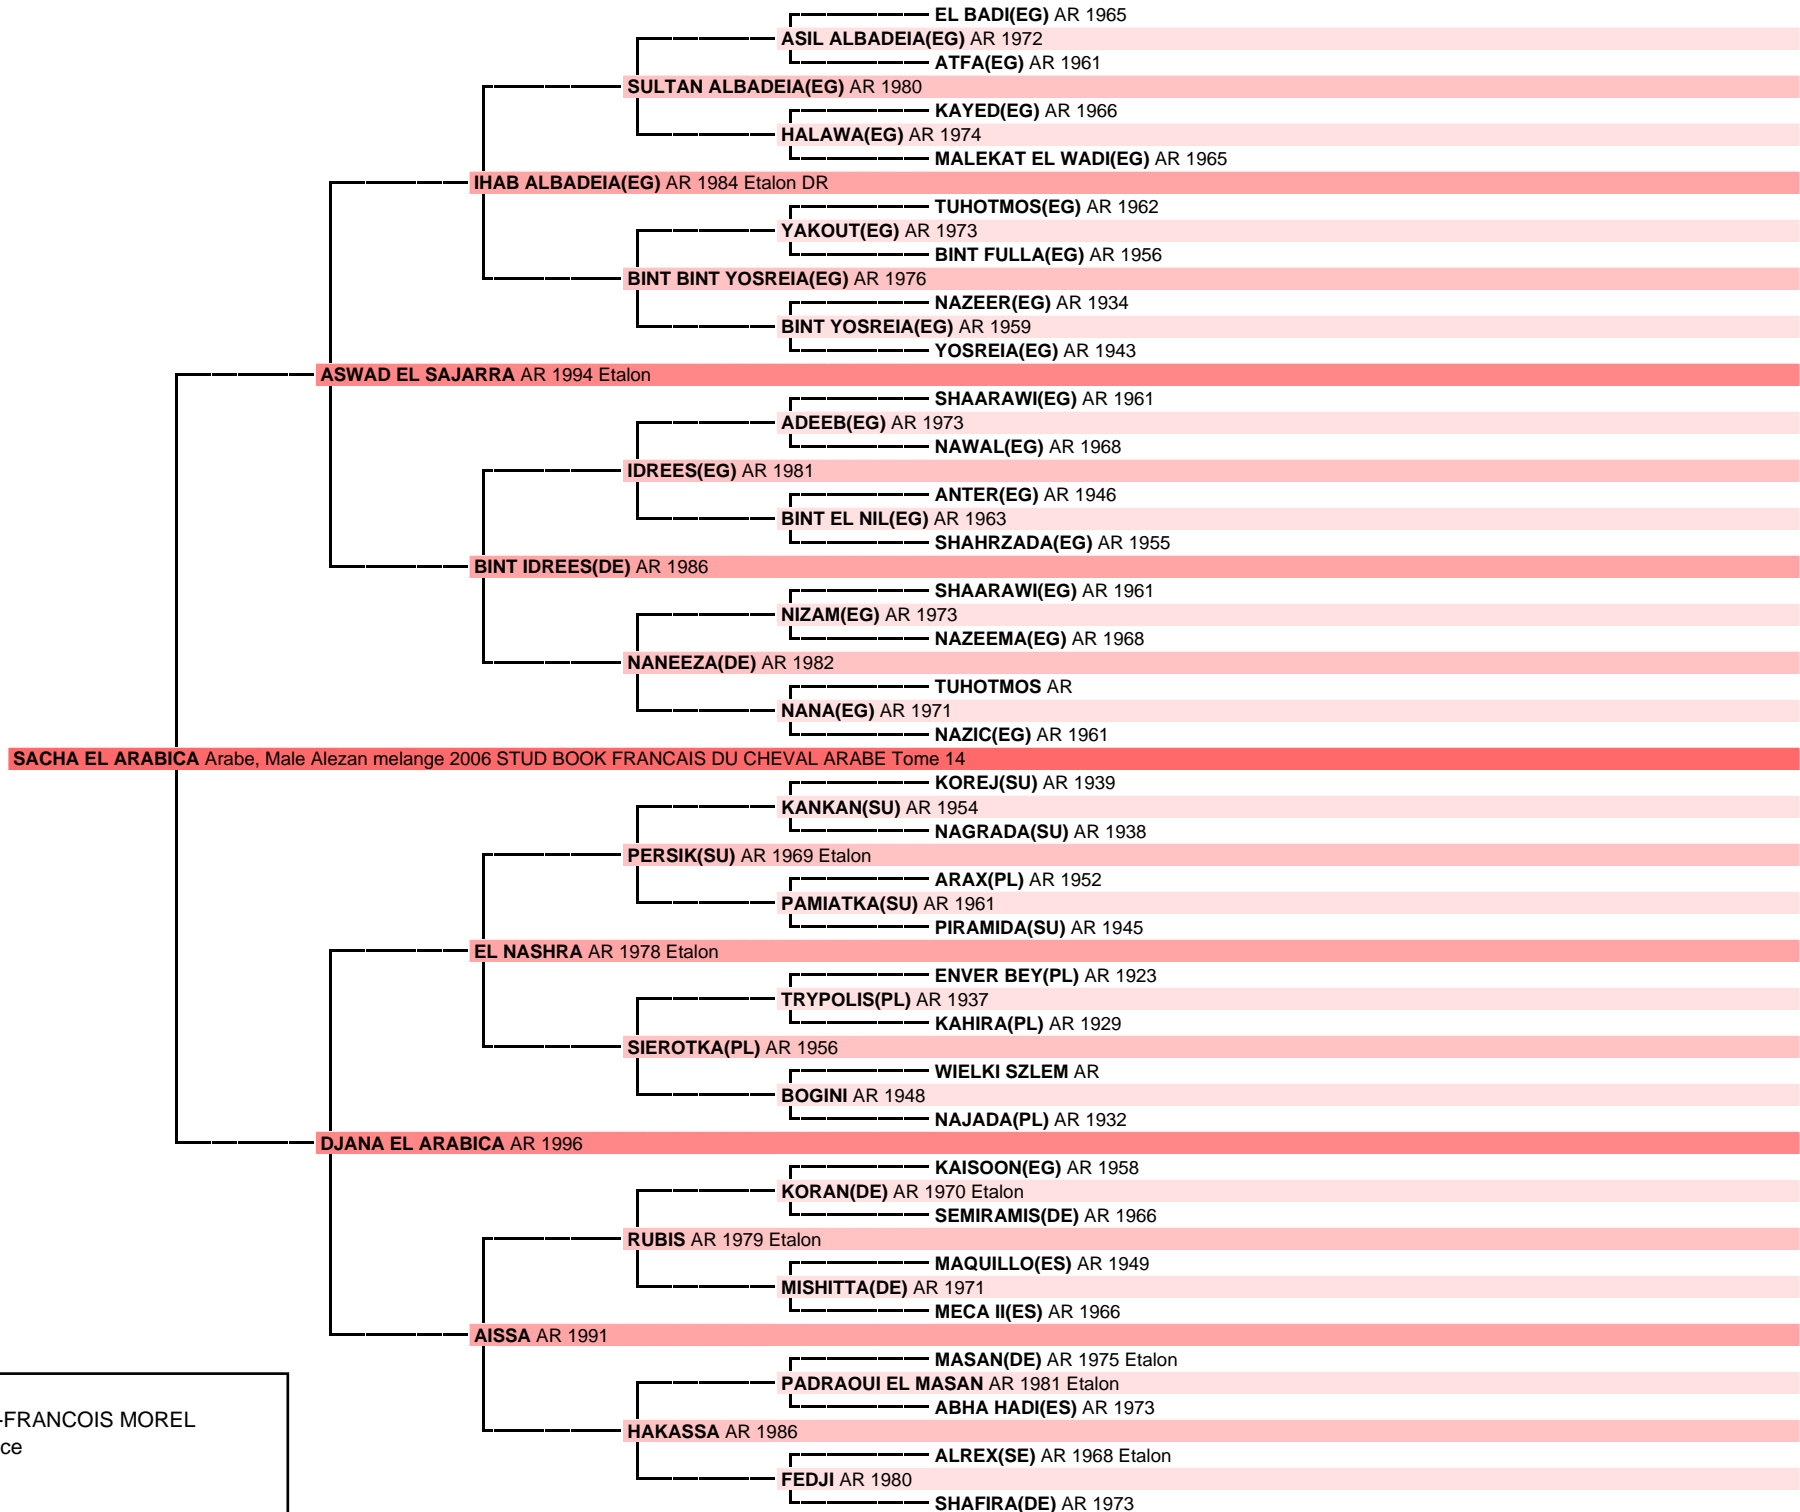 EL BADI(EG) AR 1965
ASIL ALBADEIA(EG) AR 1972
ATFA(EG) AR 1961
SULTAN ALBADEIA(EG) AR 1980
KAYED(EG) AR 1966
HALAWA(EG) AR 1974
MALEKAT EL WADI(EG) AR 1965
IHAB ALBADEIA(EG) AR 1984 Etalon DR
TUHOTMOS(EG) AR 1962
YAKOUT(EG) AR 1973
BINT FULLA(EG) AR 1956
BINT BINT YOSREIA(EG) AR 1976
NAZEER(EG) AR 1934
BINT YOSREIA(EG) AR 1959
YOSREIA(EG) AR 1943
ASWAD EL SAJARRA AR 1994 Etalon
SHAARAWI(EG) AR 1961
ADEEB(EG) AR 1973
NAWAL(EG) AR 1968
IDREES(EG) AR 1981
ANTER(EG) AR 1946
BINT EL NIL(EG) AR 1963
SHAHRZADA(EG) AR 1955
BINT IDREES(DE) AR 1986
SHAARAWI(EG) AR 1961
NIZAM(EG) AR 1973
NAZEEMA(EG) AR 1968
NANEEZA(DE) AR 1982
TUHOTMOS AR
NANA(EG) AR 1971
NAZIC(EG) AR 1961
SACHA EL ARABICA Arabe, Male Alezan melange 2006 STUD BOOK FRANCAIS DU CHEVAL ARABE Tome 14
KOREJ(SU) AR 1939
KANKAN(SU) AR 1954
NAGRADA(SU) AR 1938
PERSIK(SU) AR 1969 Etalon
ARAX(PL) AR 1952
PAMIATKA(SU) AR 1961
PIRAMIDA(SU) AR 1945
EL NASHRA AR 1978 Etalon
ENVER BEY(PL) AR 1923
TRYPOLIS(PL) AR 1937
KAHIRA(PL) AR 1929
SIEROTKA(PL) AR 1956
WIELKI SZLEM AR
BOGINI AR 1948
NAJADA(PL) AR 1932
DJANA EL ARABICA AR 1996
KAISOON(EG) AR 1958
KORAN(DE) AR 1970 Etalon
SEMIRAMIS(DE) AR 1966
RUBIS AR 1979 Etalon
MAQUILLO(ES) AR 1949
MISHITTA(DE) AR 1971
MECA II(ES) AR 1966
AISSA AR 1991
MASAN(DE) AR 1975 Etalon
PADRAOUI EL MASAN AR 1981 Etalon
ABHA HADI(ES) AR 1973
HAKASSA AR 1986
ALREX(SE) AR 1968 Etalon
FEDJI AR 1980
SHAFIRA(DE) AR 1973
-FRANCOIS MOREL
ce